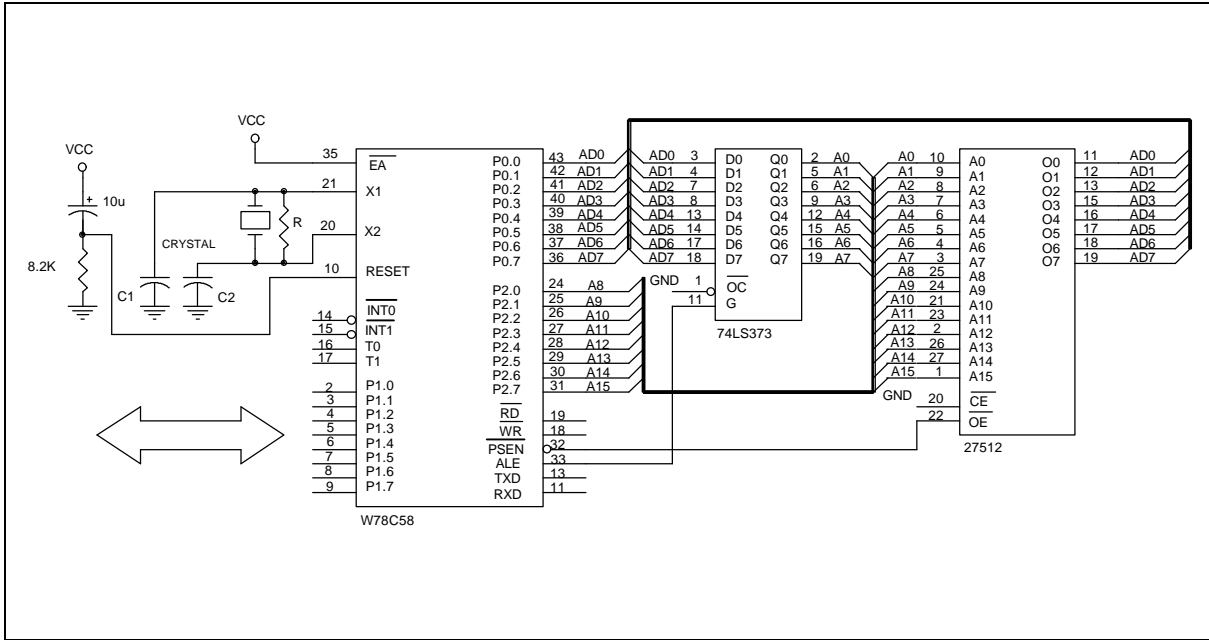 VCC
VCC
10u
8.2K
CRYSTAL
R
C1
C2
35
21
20
10
14
15
16
17
2
3
4
5
6
7
8
9
EA
X1
X2
RESET
INT0
INT1
T0
T1
P1.0
P1.1
P1.2
P1.3
P1.4
P1.5
P1.6
P1.7
P0.0 43 AD0
P0.1 42 AD1
P0.2 41 AD2
P0.3 40 AD3
P0.4 39 AD4
P0.5 38 AD5
P0.6 37 AD6
P0.7 36 AD7
P2.0 24 A8
P2.1 25 A9
P2.2 26 A10
P2.3 27 A11
P2.4 28 A12
P2.5 29 A13
P2.6 30 A14
P2.7 31 A15
RD 19
WR 18
PSEN 32
ALE 33
TXD 13
RXD 11
W78C58
AD0 3 D0 Q0 2 A0
AD1 4 D1 Q1 5 A1
AD2 7 D2 Q2 6 A2
AD3 8 D3 Q3 9 A3
AD4 13 D4 Q4 12 A4
AD5 14 D5 Q5 15 A5
AD6 17 D6 Q6 16 A6
AD7 18 D7 Q7 19 A7
GND 1 OC
11 G
74LS373
A0 10 A0 O0 11 AD0
A1 9 A1 O1 12 AD1
A2 8 A2 O2 13 AD2
A3 7 A3 O3 15 AD3
A4 6 A4 O4 16 AD4
A5 5 A5 O5 17 AD5
A6 4 A6 O6 18 AD6
A7 3 A7 O7 19 AD7
A8 25 A8
A9 24 A9
A10 21 A10
A11 23 A11
A12 2 A12
A13 26 A13
A14 27 A14
A15 1 A15
GND 20 CE
22 OE
27512